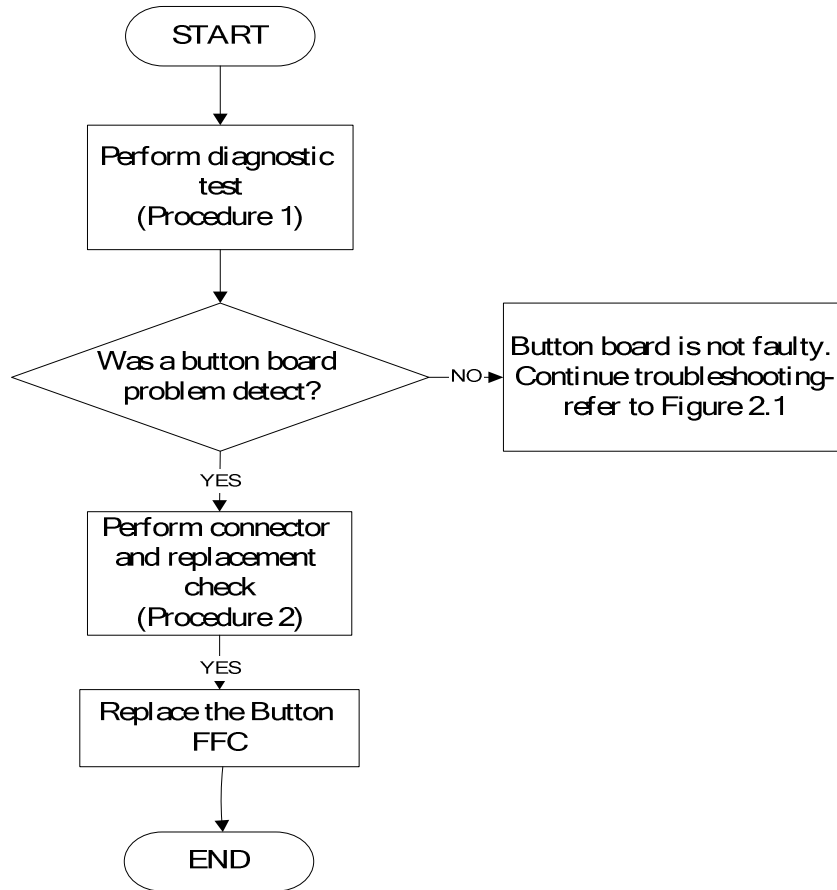 START
Perform diagnostic
test
(Procedure 1)
Was a button board
problem detect?
NO
Button board is not faulty.
Continue troubleshooting-
refer to Figure 2.1
YES
Perform connector
and replacement
check
(Procedure 2)
YES
Replace the Button
FFC
END